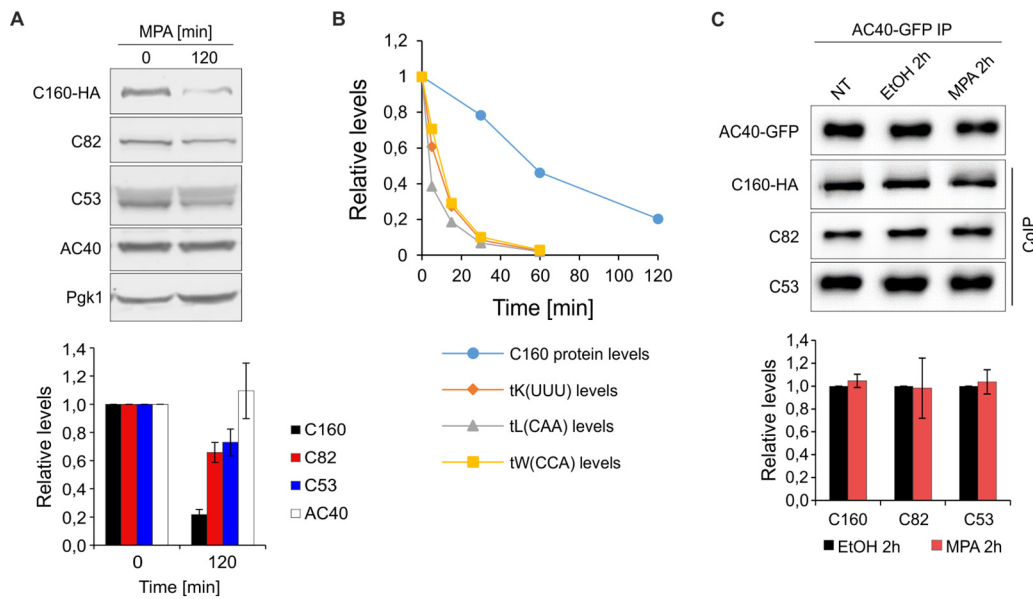 A
MPA [min]
0 120
C160-HA
C82
C53
AC40
Pgk1
Relative levels
1,4
1,2
1,0
0,8
0,6
0,4
0,2
0,0
0 120
Time [min]
C160
C82
C53
AC40
B
Relative levels
1,2
1
0,8
0,6
0,4
0,2
0
0 20 40 60 80 100 120
Time [min]
C160 protein levels
tK(UUU) levels
tL(CAA) levels
tW(CCA) levels
C
AC40-GFP IP
NT EtOH 2h MPA 2h
AC40-GFP
C160-HA
C82
C53
CoIP
Relative levels
1,4
1,2
1,0
0,8
0,6
0,4
0,2
0,0
C160 C82 C53
EtOH 2h MPA 2h